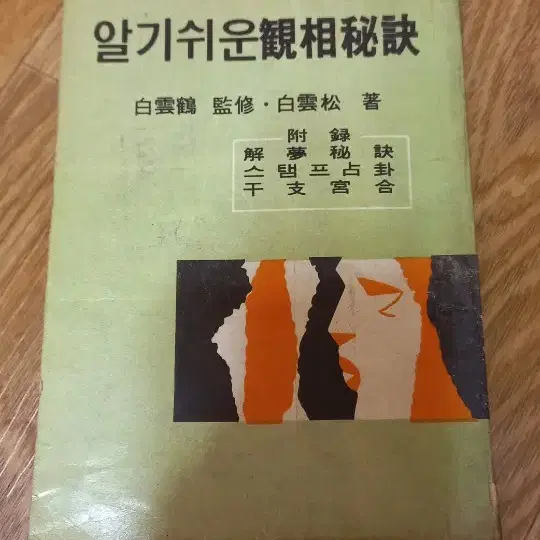 알기쉬운觀相秘訣
白雲鶴 監修·白雲松 著
附録
解夢秘訣
스탬프占卦
干支宮合